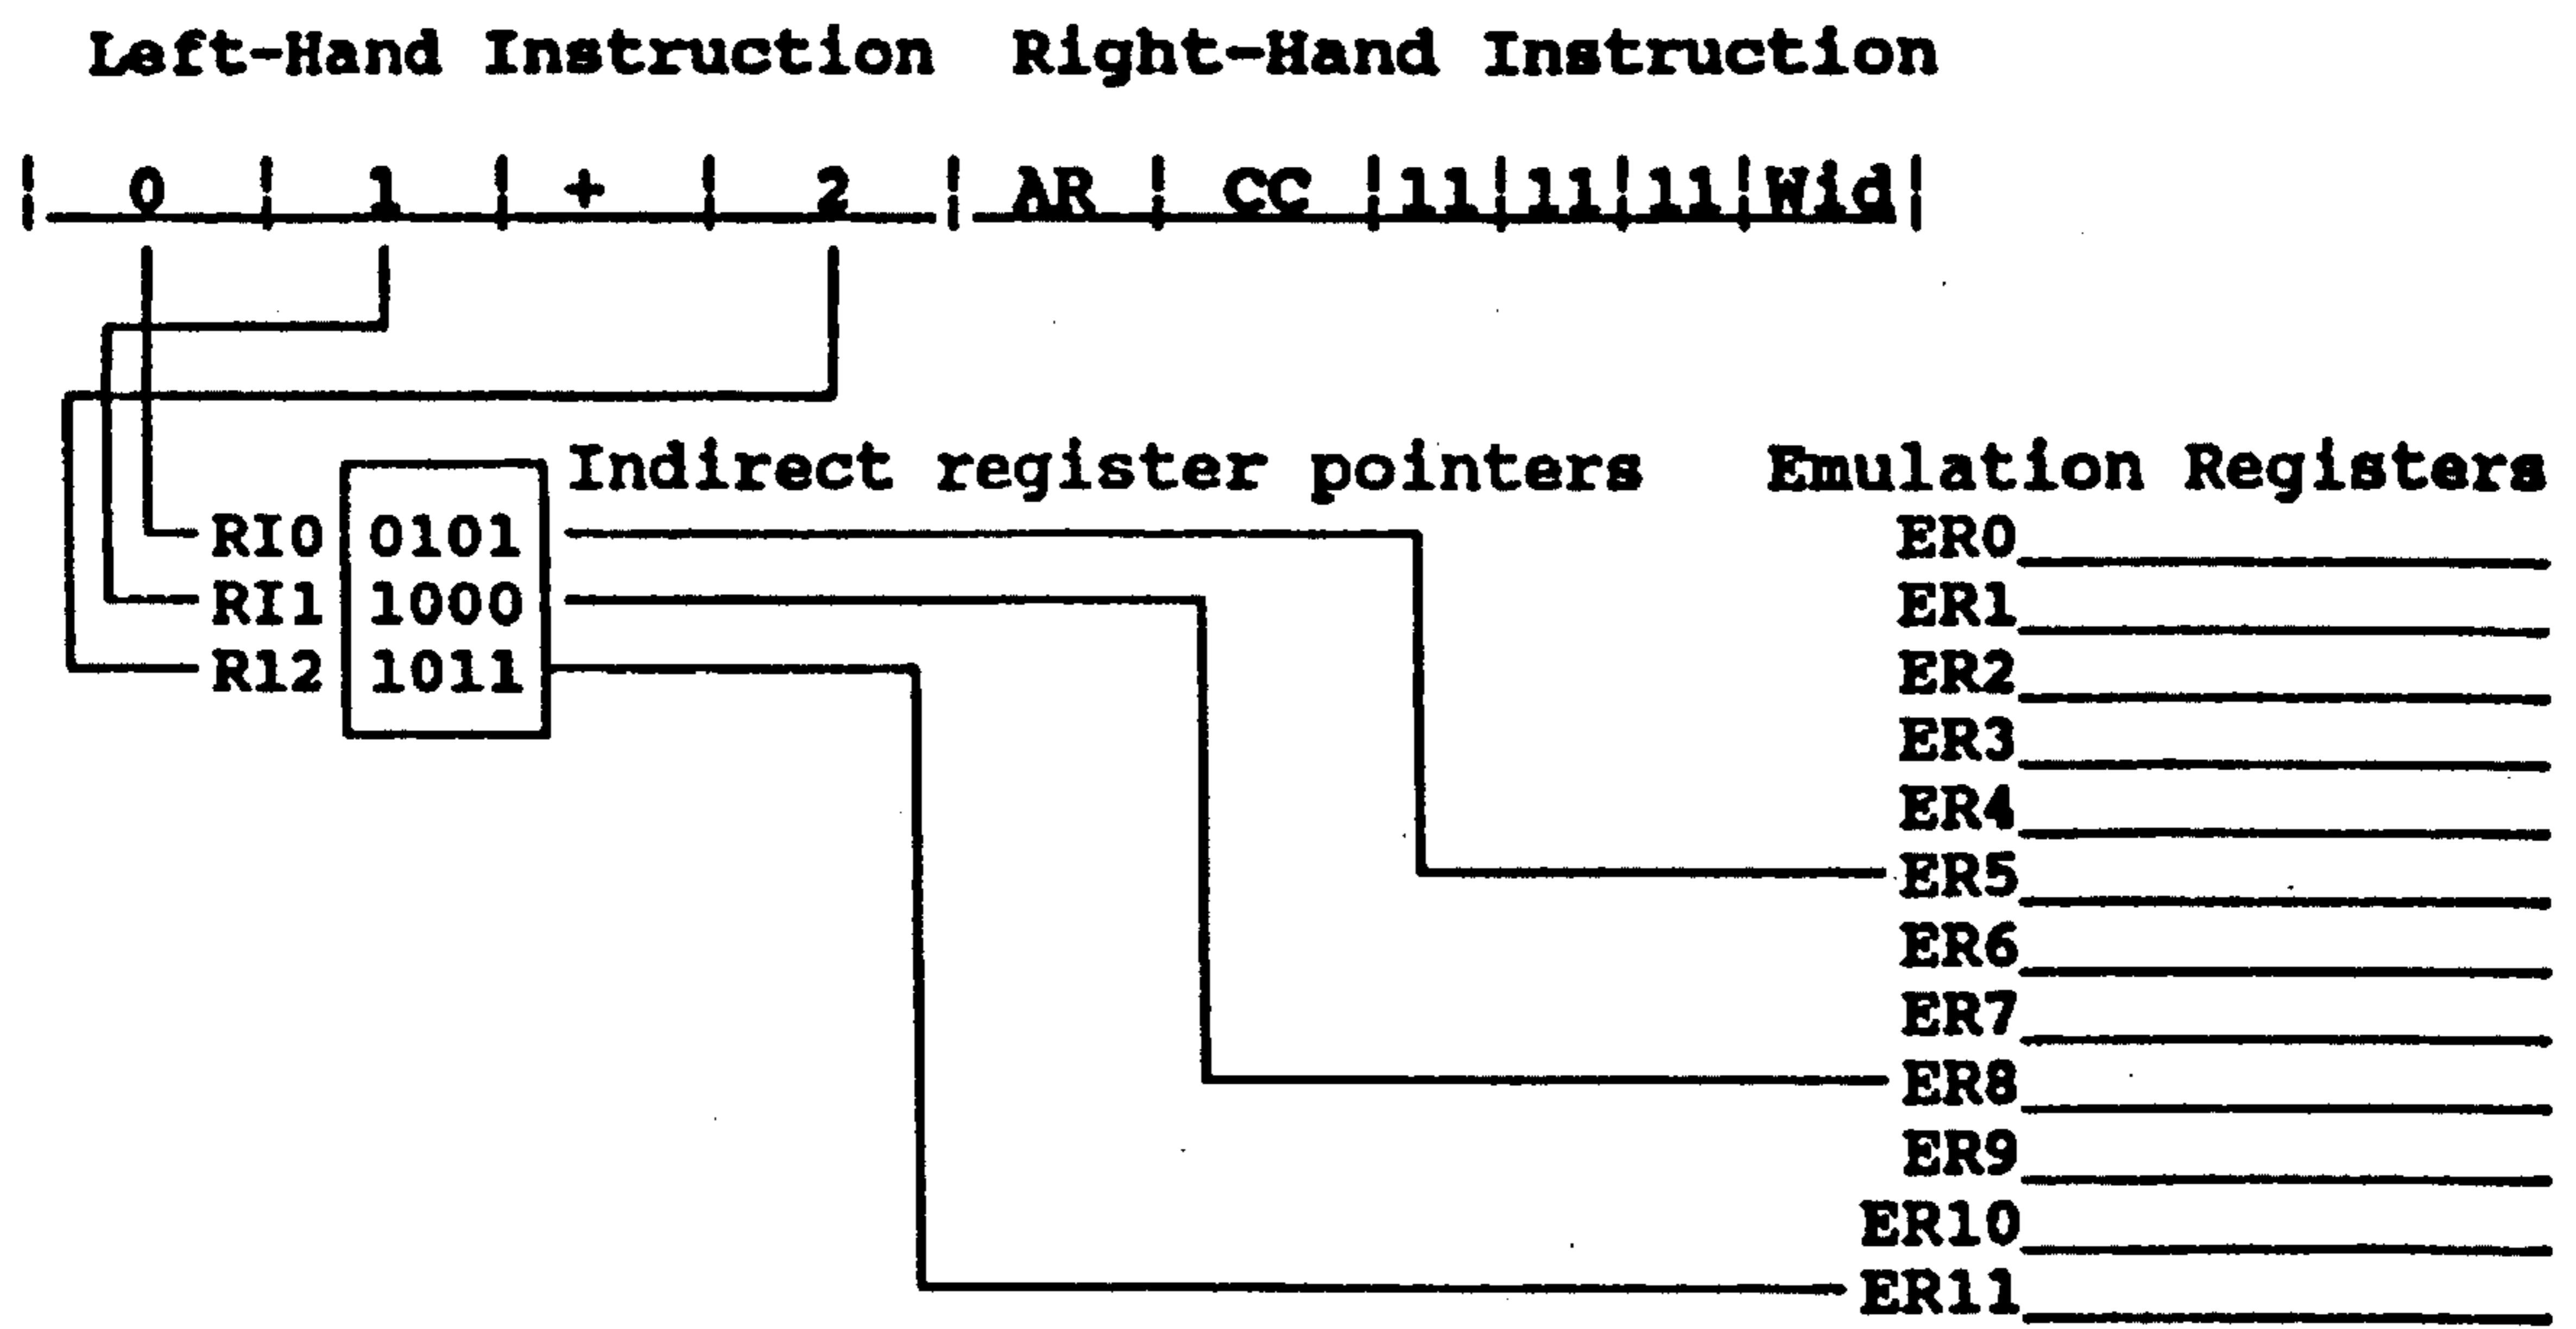 Left-Hand Instruction Right-Hand Instruction
| 0 | 1 | + | 2 | AR | CC | 11 | 11 | 11 | Wid |
Indirect register pointers Emulation Registers
RI0 0101 ER0
RI1 1000 ER1
R12 1011 ER2
ER3
ER4
ER5
ER6
ER7
ER8
ER9
ER10
ER11